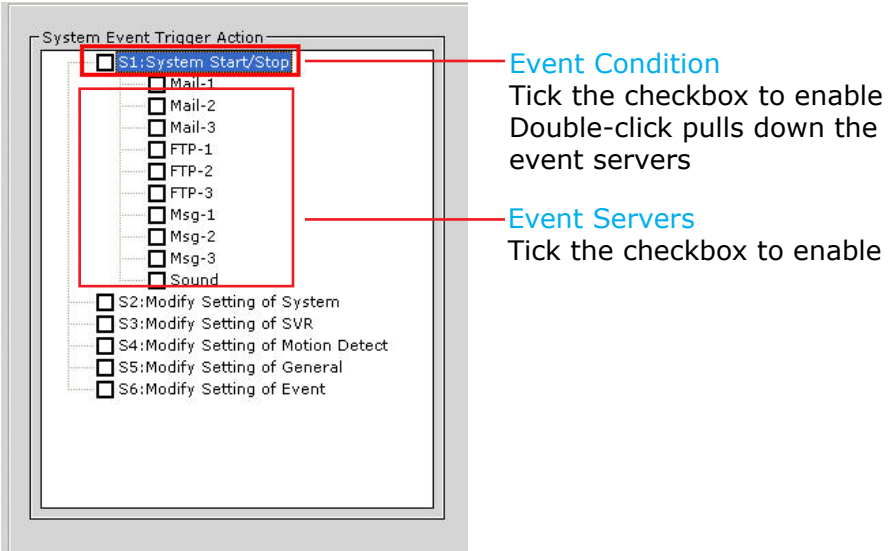 System Event Trigger Action
S1:System Start/Stop
Mail-1
Mail-2
Mail-3
FTP-1
FTP-2
FTP-3
Msg-1
Msg-2
Msg-3
Sound
S2:Modify Setting of System
S3:Modify Setting of SVR
S4:Modify Setting of Motion Detect
S5:Modify Setting of General
S6:Modify Setting of Event
Event Condition
Tick the checkbox to enable
Double-click pulls down the
event servers
Event Servers
Tick the checkbox to enable